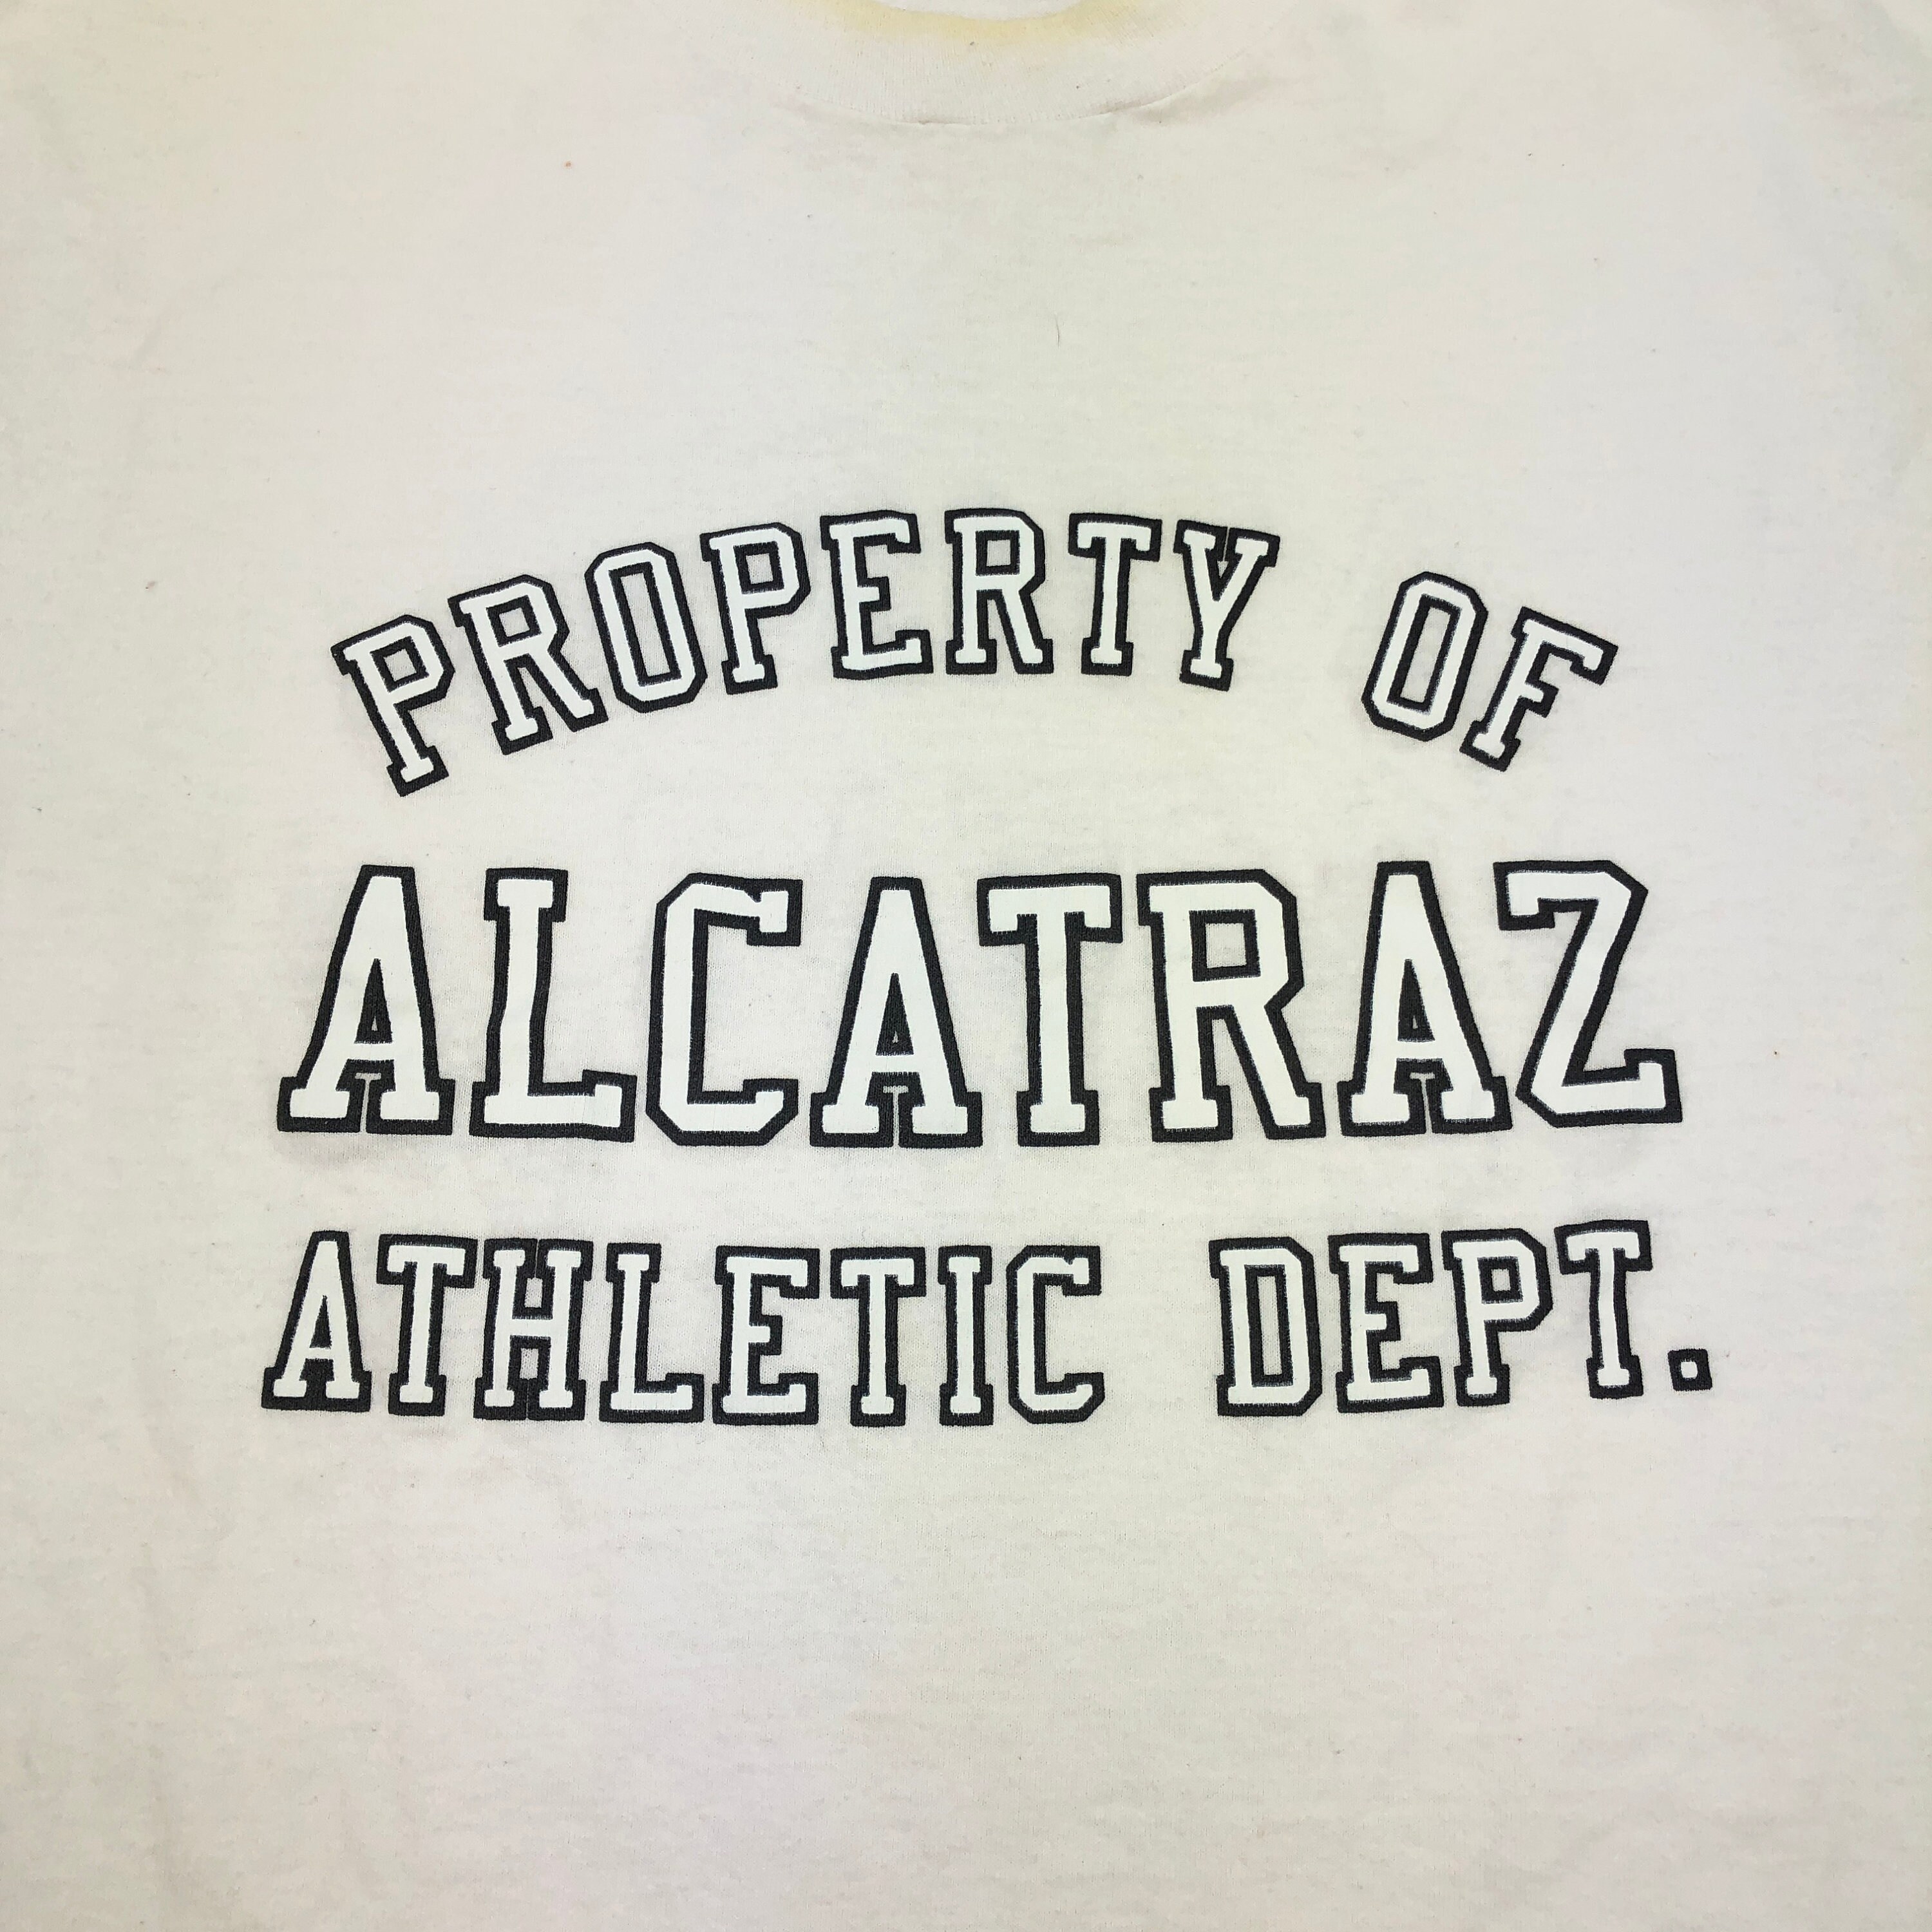 PROPERTY OF
ALCATRAZ
ATHLETIC DEPT.